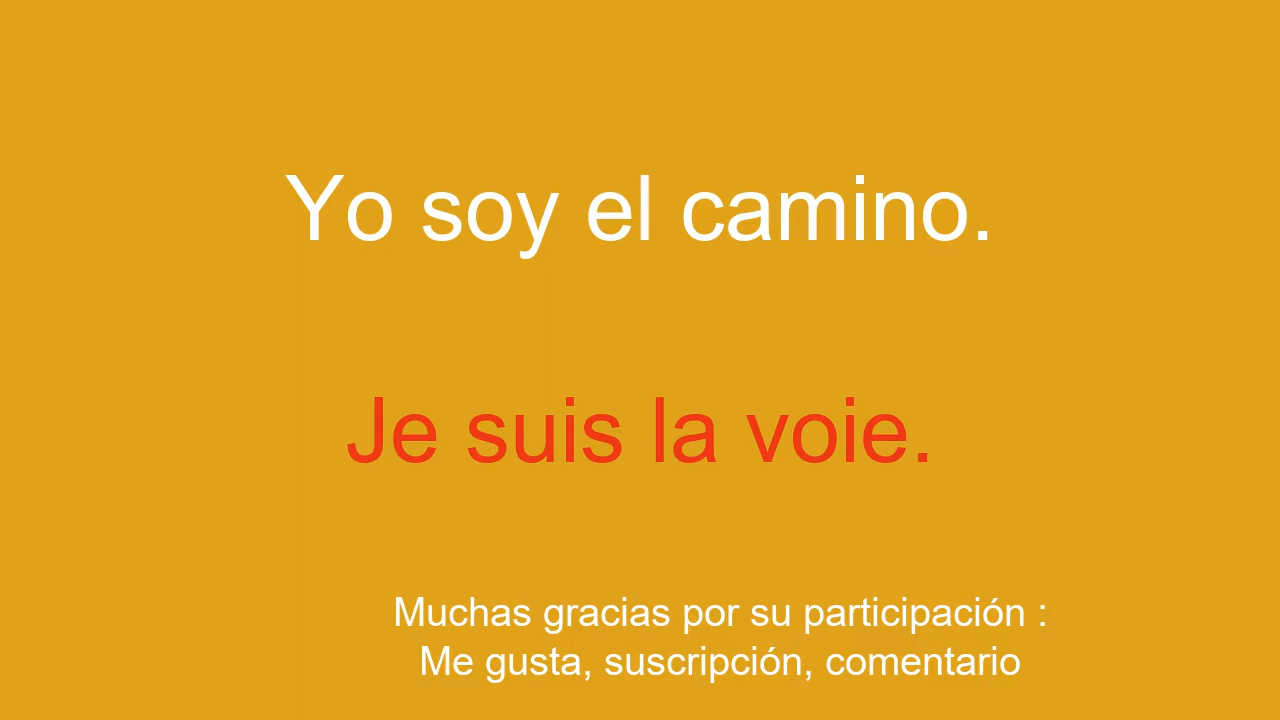 Yo soy el camino.
Je suis la voie.
Muchas gracias por su participación :
Me gusta, suscripción, comentario